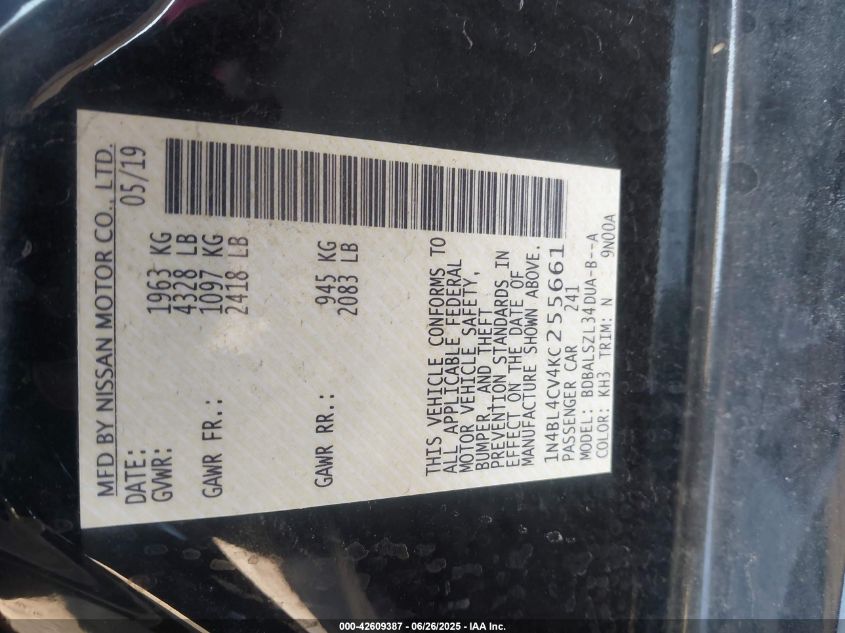 MFD BY NISSAN MOTOR CO., LTD.
DATE: 05/19
GVWR: 1963 KG
4328 LB
GAWR FR.: 1097 KG
2418 LB
GAWR RR.: 945 KG
2083 LB
THIS VEHICLE CONFORMS TO
ALL APPLICABLE FEDERAL
MOTOR VEHICLE SAFETY,
BUMPER, AND THEFT
PREVENTION STANDARDS IN
EFFECT ON THE DATE OF
MANUFACTURE SHOWN ABOVE.
1N4BL4CV4KC255661
PASSENGER CAR 241
MODEL: BDBALSZL34DUA-B--A
COLOR: KH3 TRIM: N 9N00A
000-42609387 - 06/26/2025 - IAA Inc.